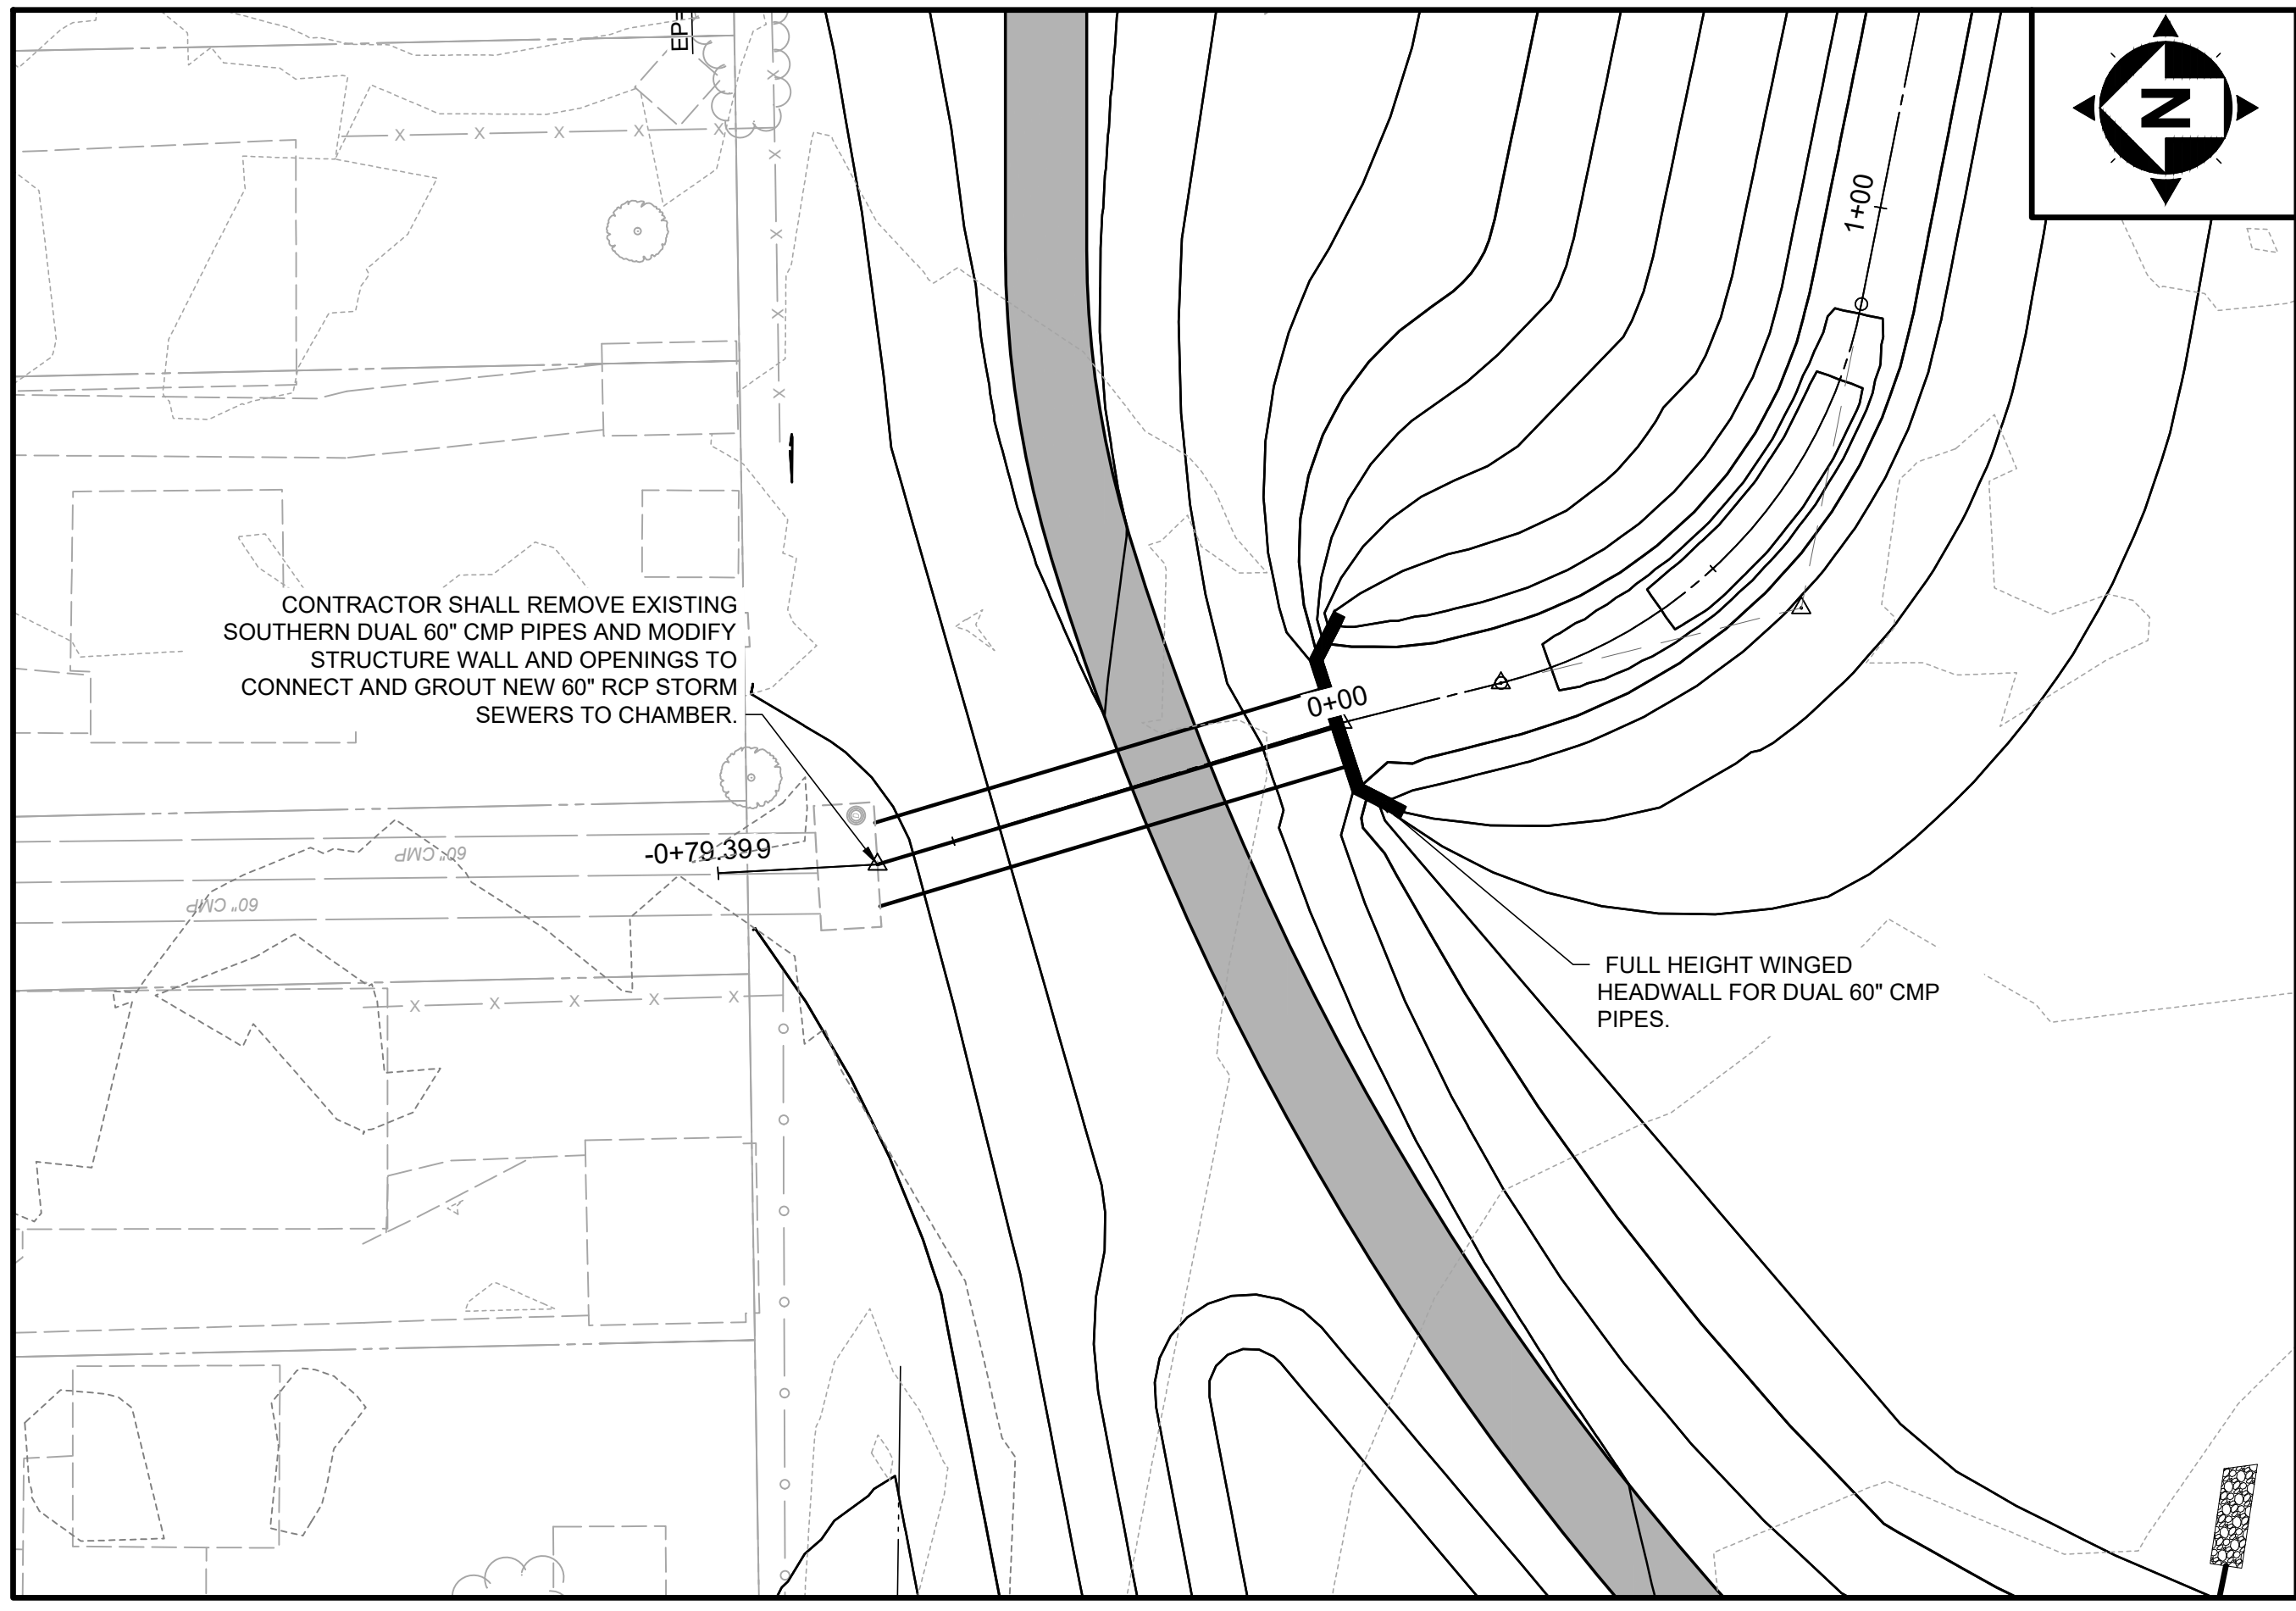 EP=
N
1+00
CONTRACTOR SHALL REMOVE EXISTING
SOUTHERN DUAL 60" CMP PIPES AND MODIFY
STRUCTURE WALL AND OPENINGS TO
CONNECT AND GROUT NEW 60" RCP STORM
SEWERS TO CHAMBER.
0+00
-0+79.399
60" CMP
60" CMP
FULL HEIGHT WINGED
HEADWALL FOR DUAL 60" CMP
PIPES.